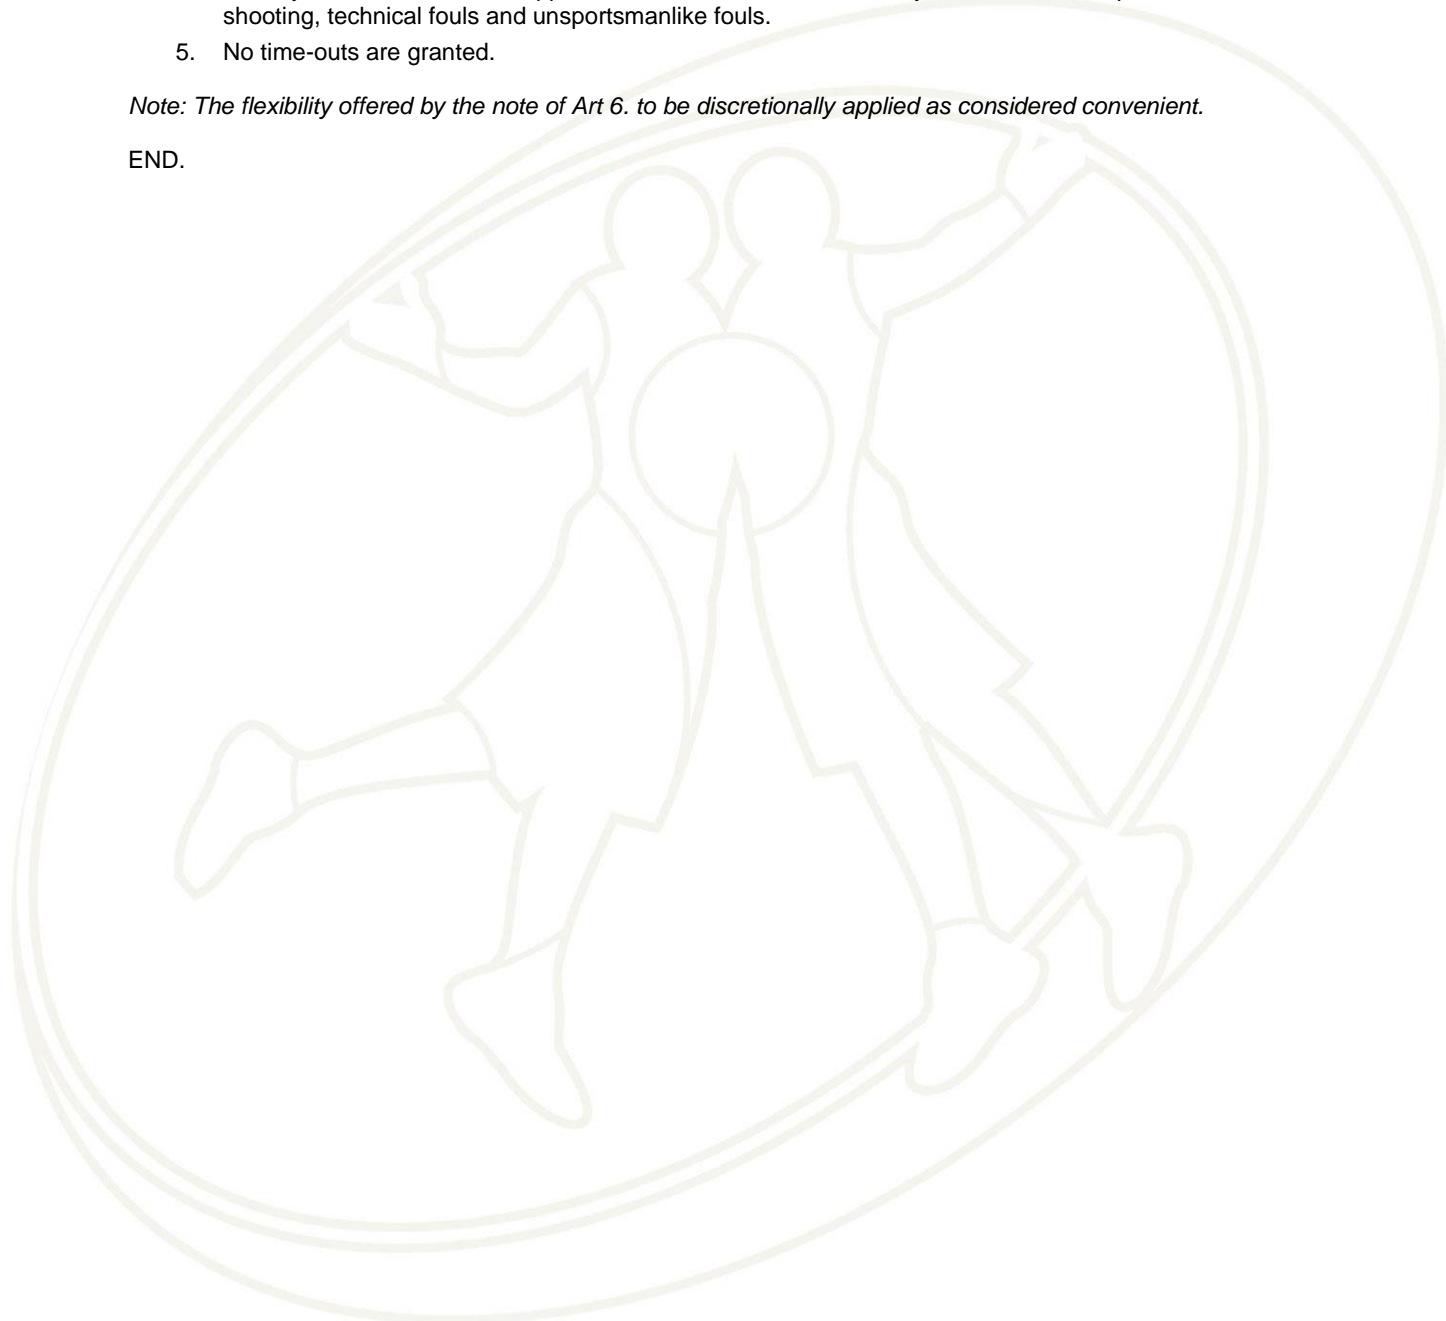 shooting, technical fouls and unsportsmanlike fouls.
5. No time-outs are granted.
Note: The flexibility offered by the note of Art 6. to be discretionally applied as considered convenient.
END.